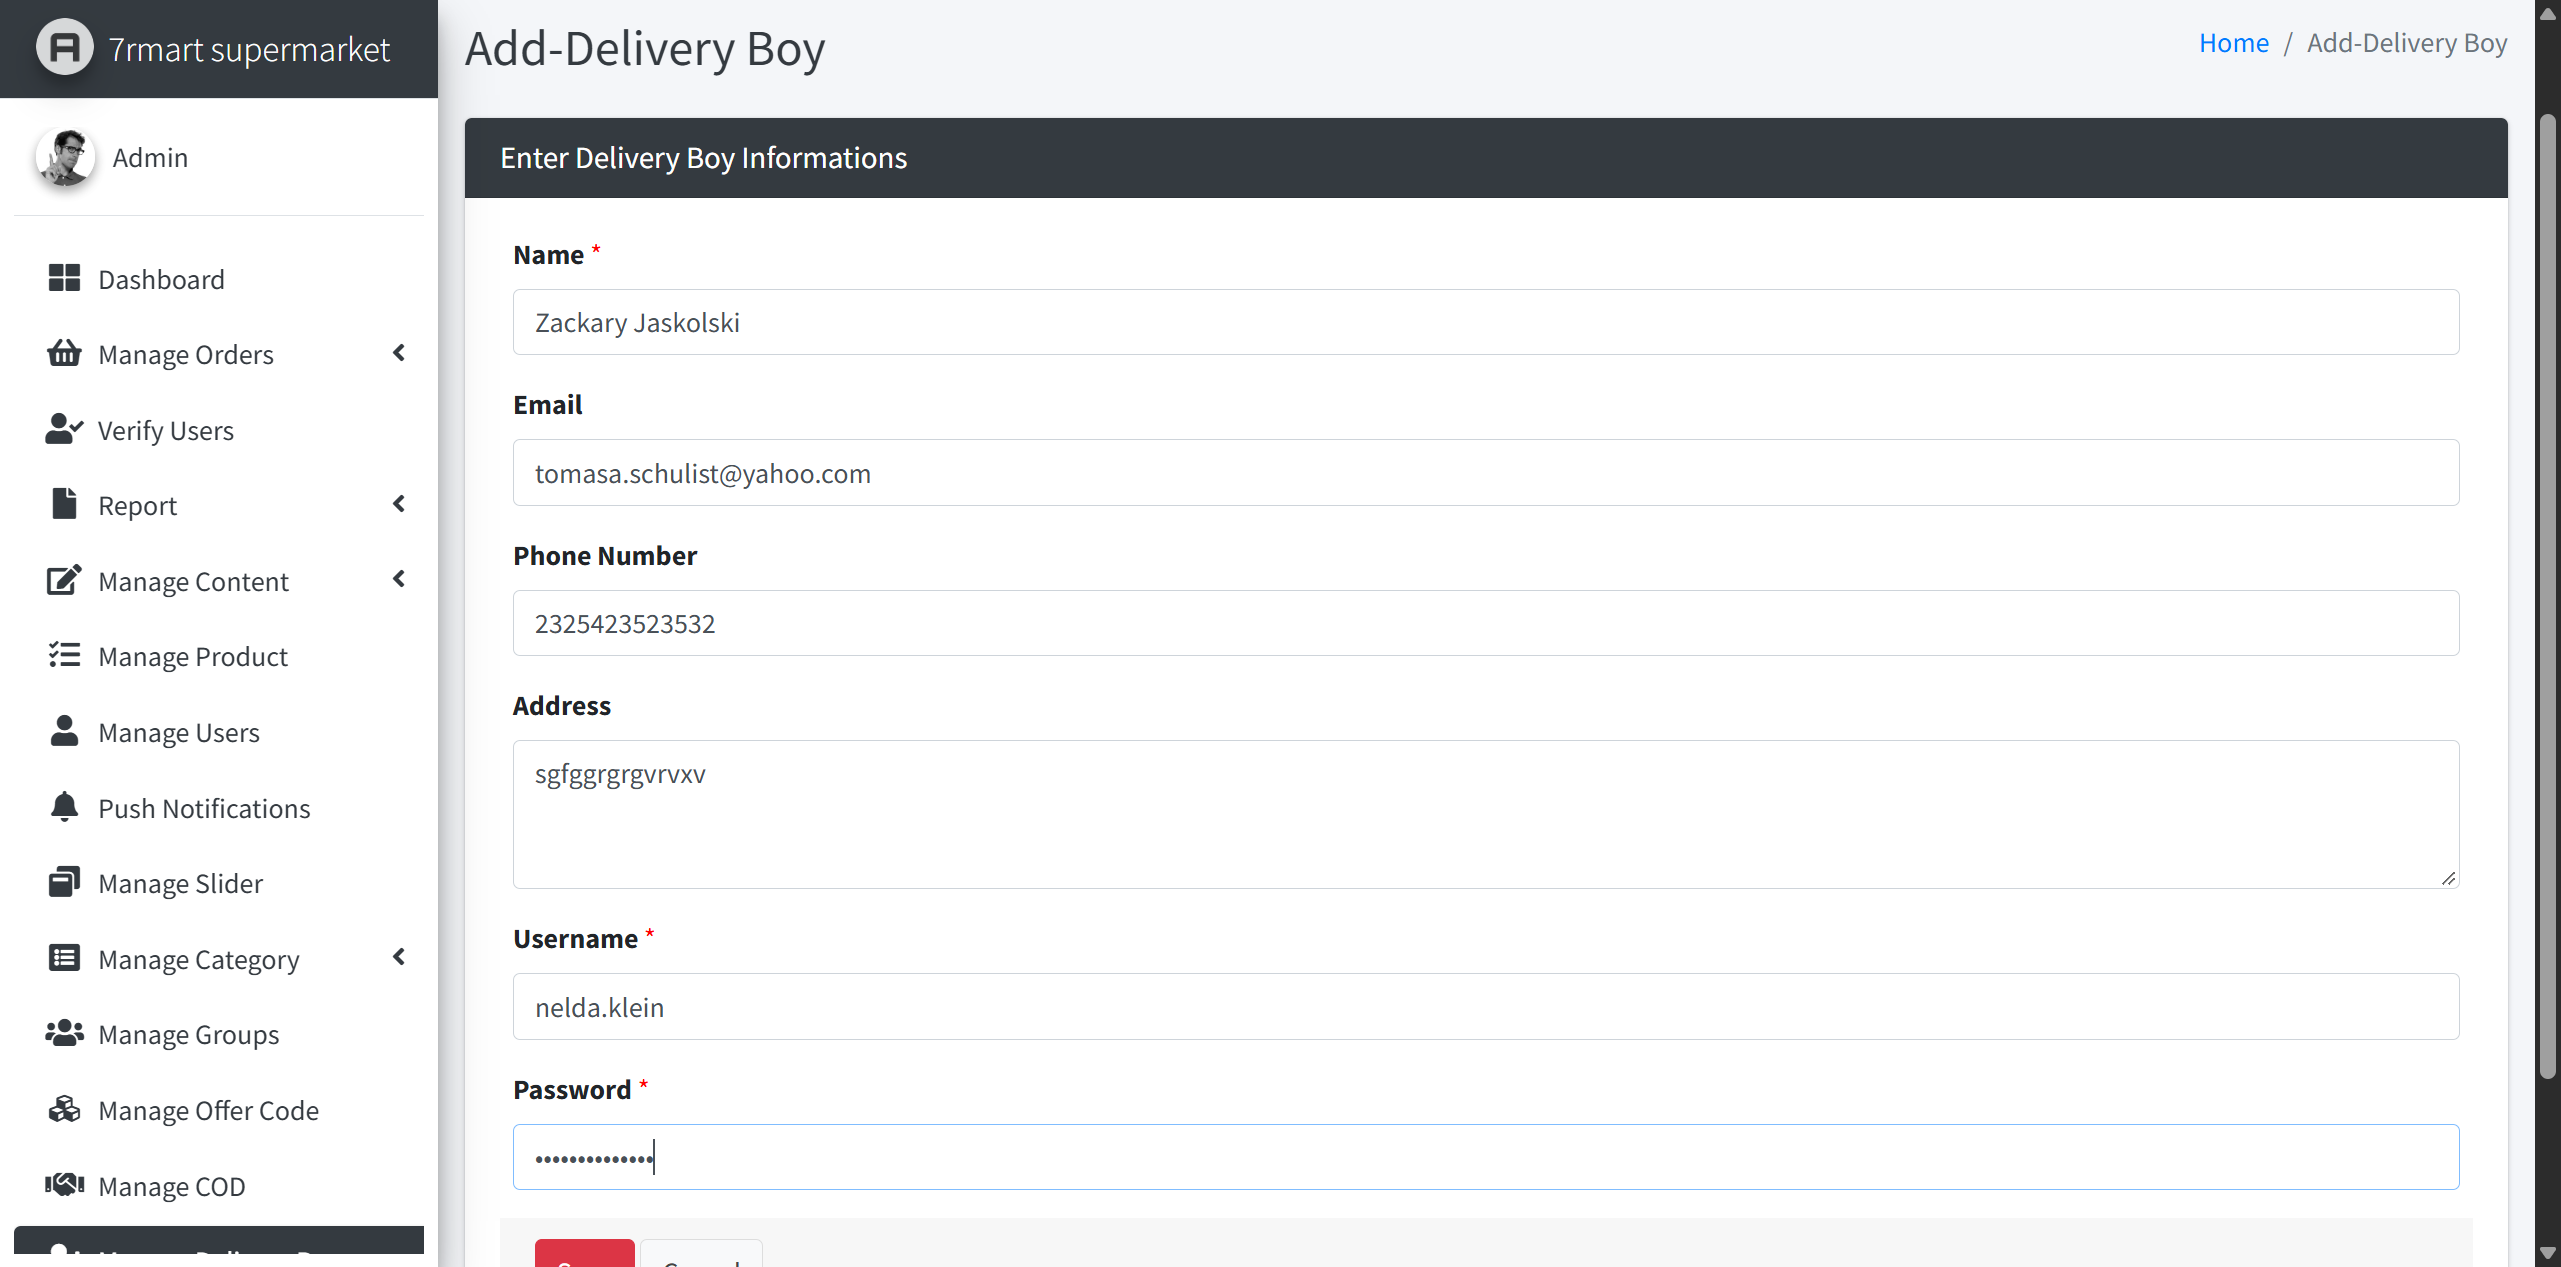 7rmart supermarket
Admin
Dashboard
Manage Orders
Verify Users
Report
Manage Content
Manage Product
Manage Users
Push Notifications
Manage Slider
Manage Category
Manage Groups
Manage Offer Code
Manage COD
Add-Delivery Boy
Home / Add-Delivery Boy
Enter Delivery Boy Informations
Name *
Zackary Jaskolski
Email
tomasa.schulist@yahoo.com
Phone Number
2325423523532
Address
sgfggrgrgvrvxv
Username *
nelda.klein
Password *
••••••••••••••